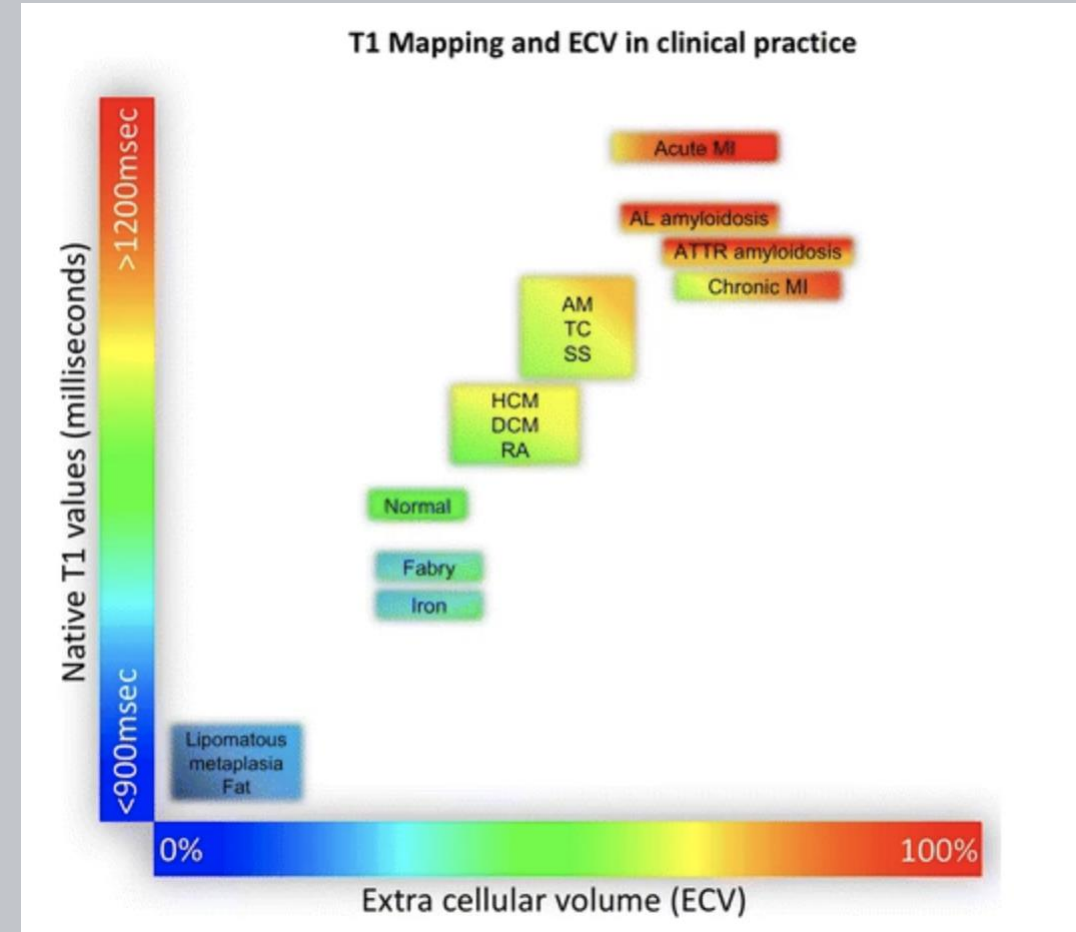 T1 Mapping and ECV in clinical practice
Native T1 values (milliseconds)
>1200msec
<900msec
Acute MI
AL amyloidosis
ATTR amyloidosis
Chronic MI
AM
TC
SS
HCM
DCM
RA
Normal
Fabry
Iron
Lipomatous
metaplasia
Fat
0%
100%
Extra cellular volume (ECV)